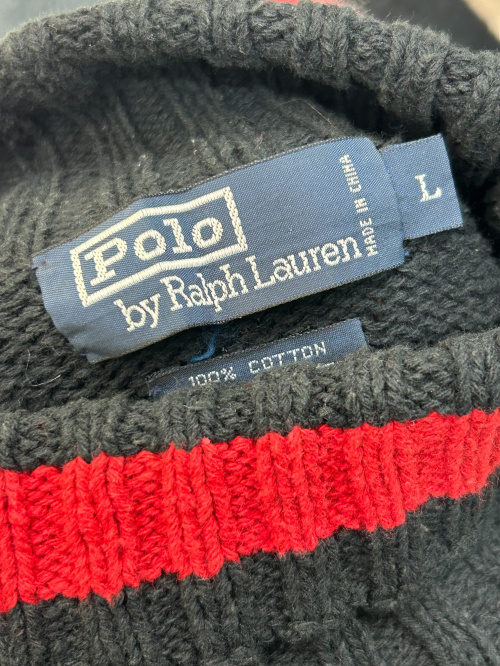 Polo
by Ralph Lauren
MADE IN CHINA
L
100% COTTON